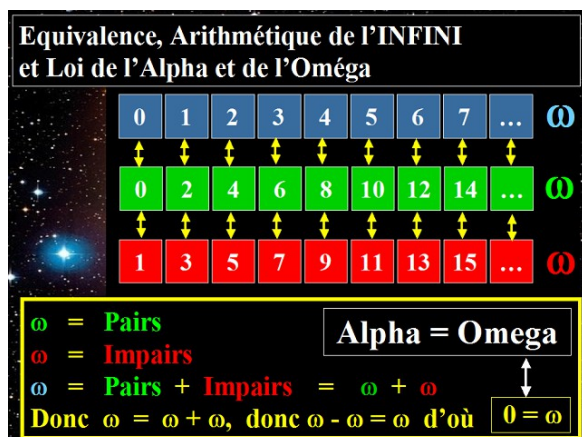 Equivalence, Arithmétique de l'INFINI
et Loi de l'Alpha et de l'Oméga
0 1 2 3 4 5 6 7 ... ω
0 2 4 6 8 10 12 14 ... ω
1 3 5 7 9 11 13 15 ... ω
ω = Pairs
ω = Impairs
ω = Pairs + Impairs = ω + ω
Donc ω = ω + ω, donc ω - ω = ω d'où
Alpha = Omega
0 = ω